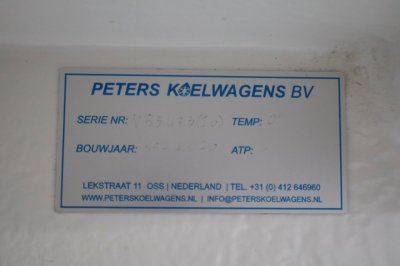 PETERS KOELWAGENS BV
SERIE NR: TEMP:
BOUWJAAR: ATP:
LEKSTRAAT 11 OSS | NEDERLAND | TEL. +31 (0) 412 646960
WWW.PETERSKOELWAGENS.NL | INFO@PETERSKOELWAGENS.NL